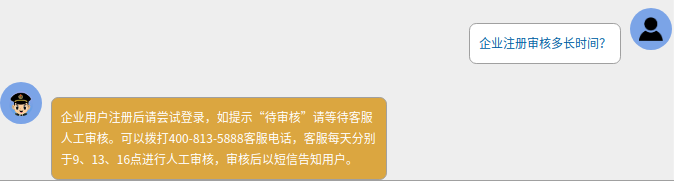 企业注册审核多长时间？
企业用户注册后请尝试登录，如提示“待审核”请等待客服
人工审核。可以拨打400-813-5888客服电话，客服每天分别
于9、13、16点进行人工审核，审核后以短信告知用户。